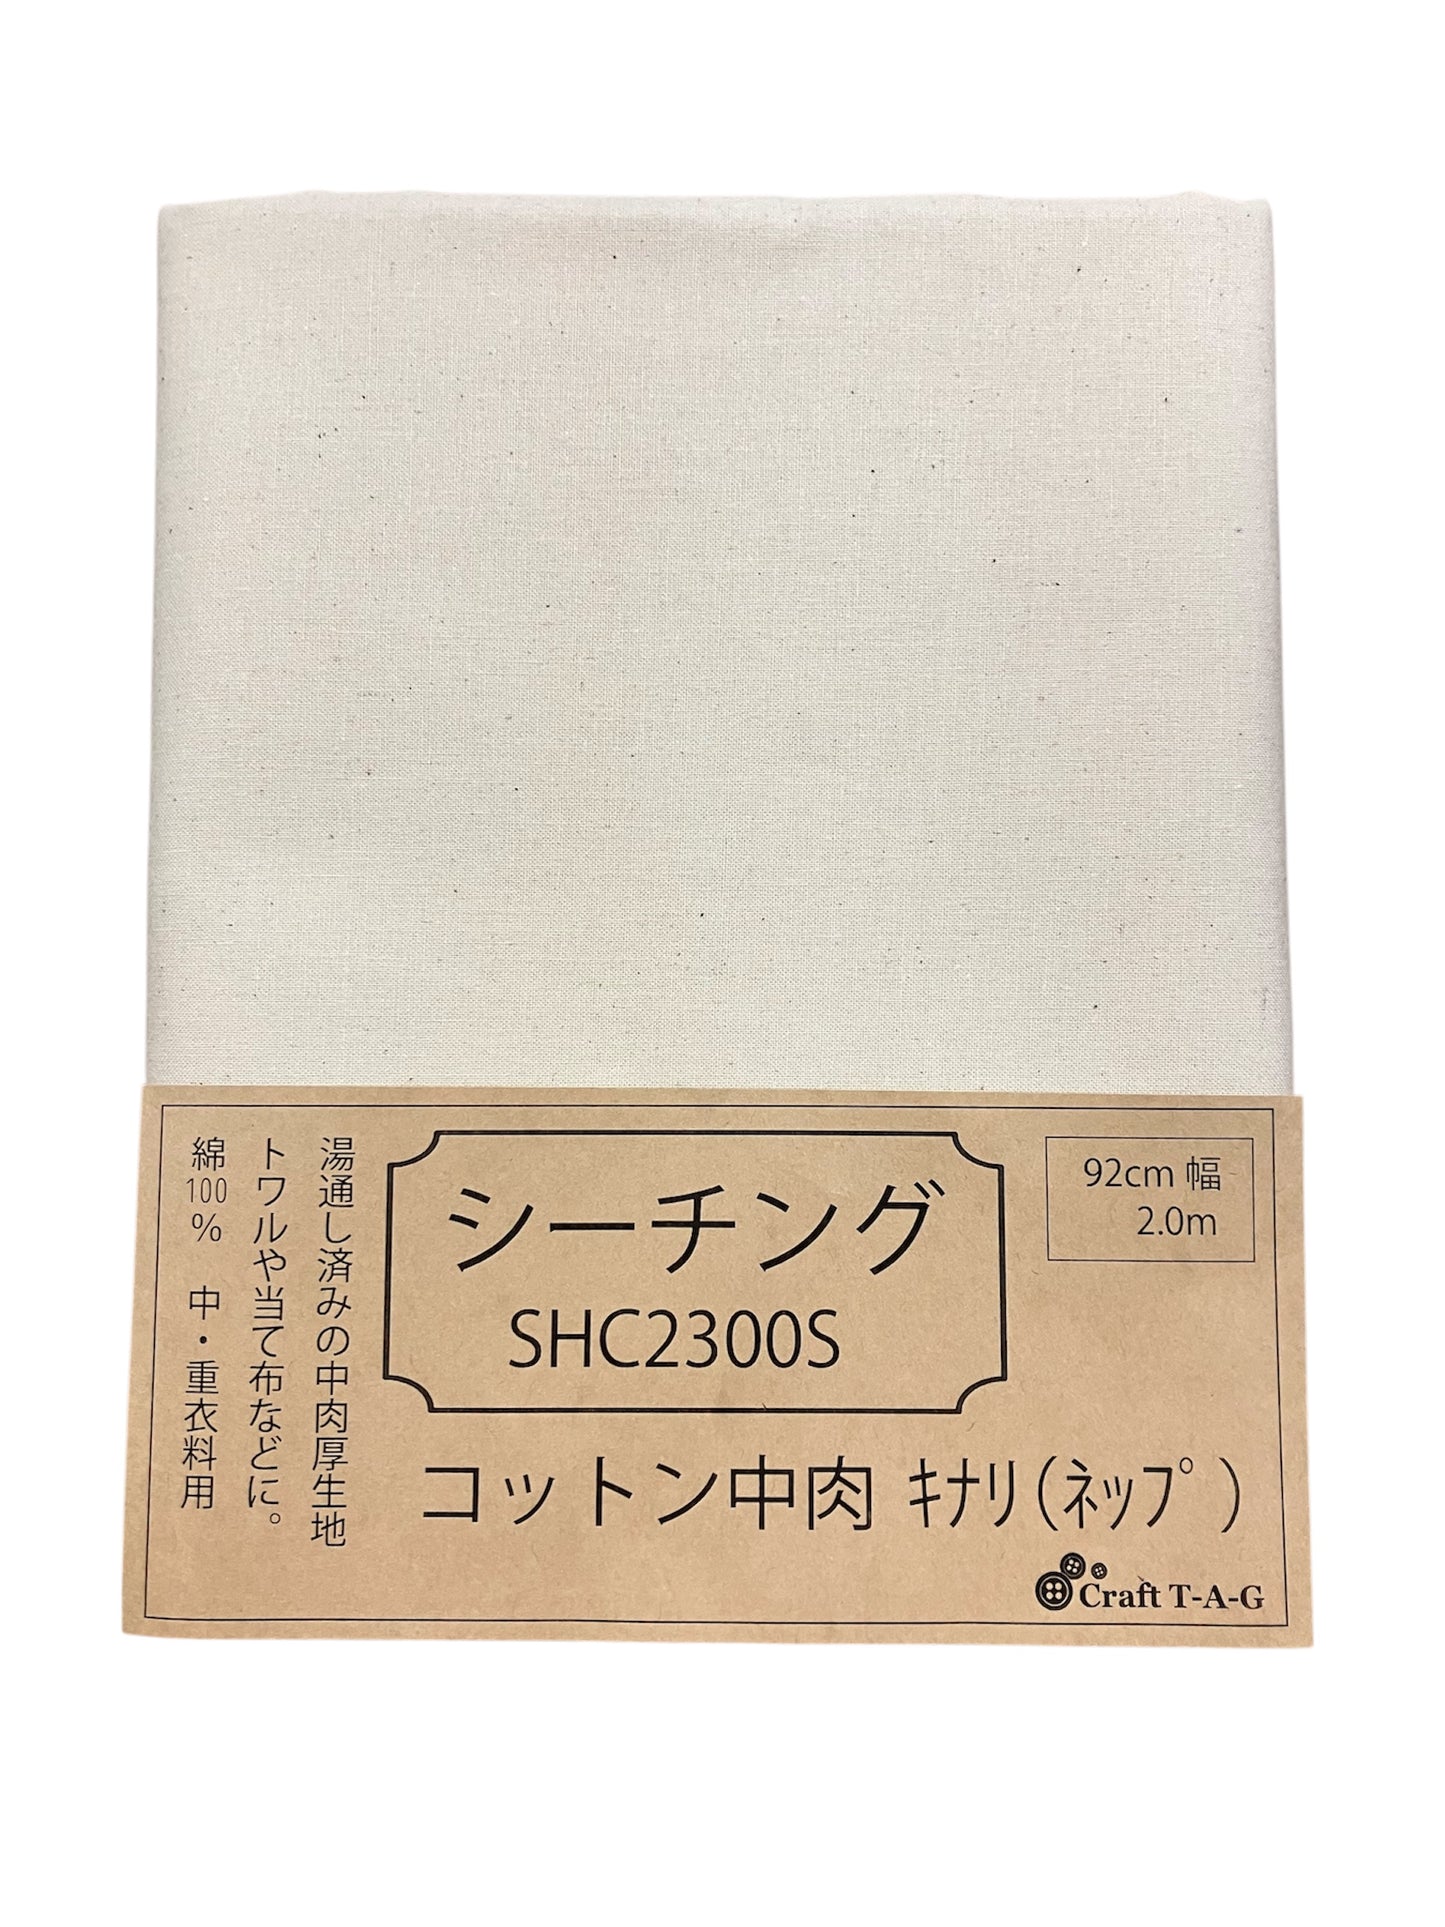 シーチング
SHC2300S
92cm 幅
2.0m
コットン中肉 ｷﾅﾘ(ﾈｯﾌﾟ)
湯通し済みの中肉厚生地
トワルや当て布などに。
綿100% 中・重衣料用
Craft T-A-G